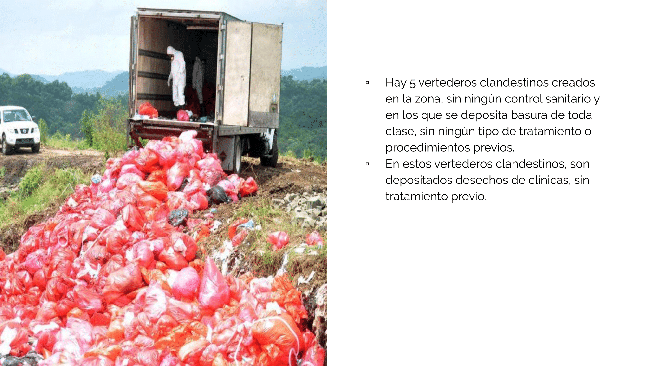 ▫ Hay 5 vertederos clandestinos creados
en la zona, sin ningún control sanitario y
en los que se deposita basura de toda
clase, sin ningún tipo de tratamiento o
procedimientos previos.
▫ En estos vertederos clandestinos, son
depositados desechos de clínicas, sin
tratamiento previo.